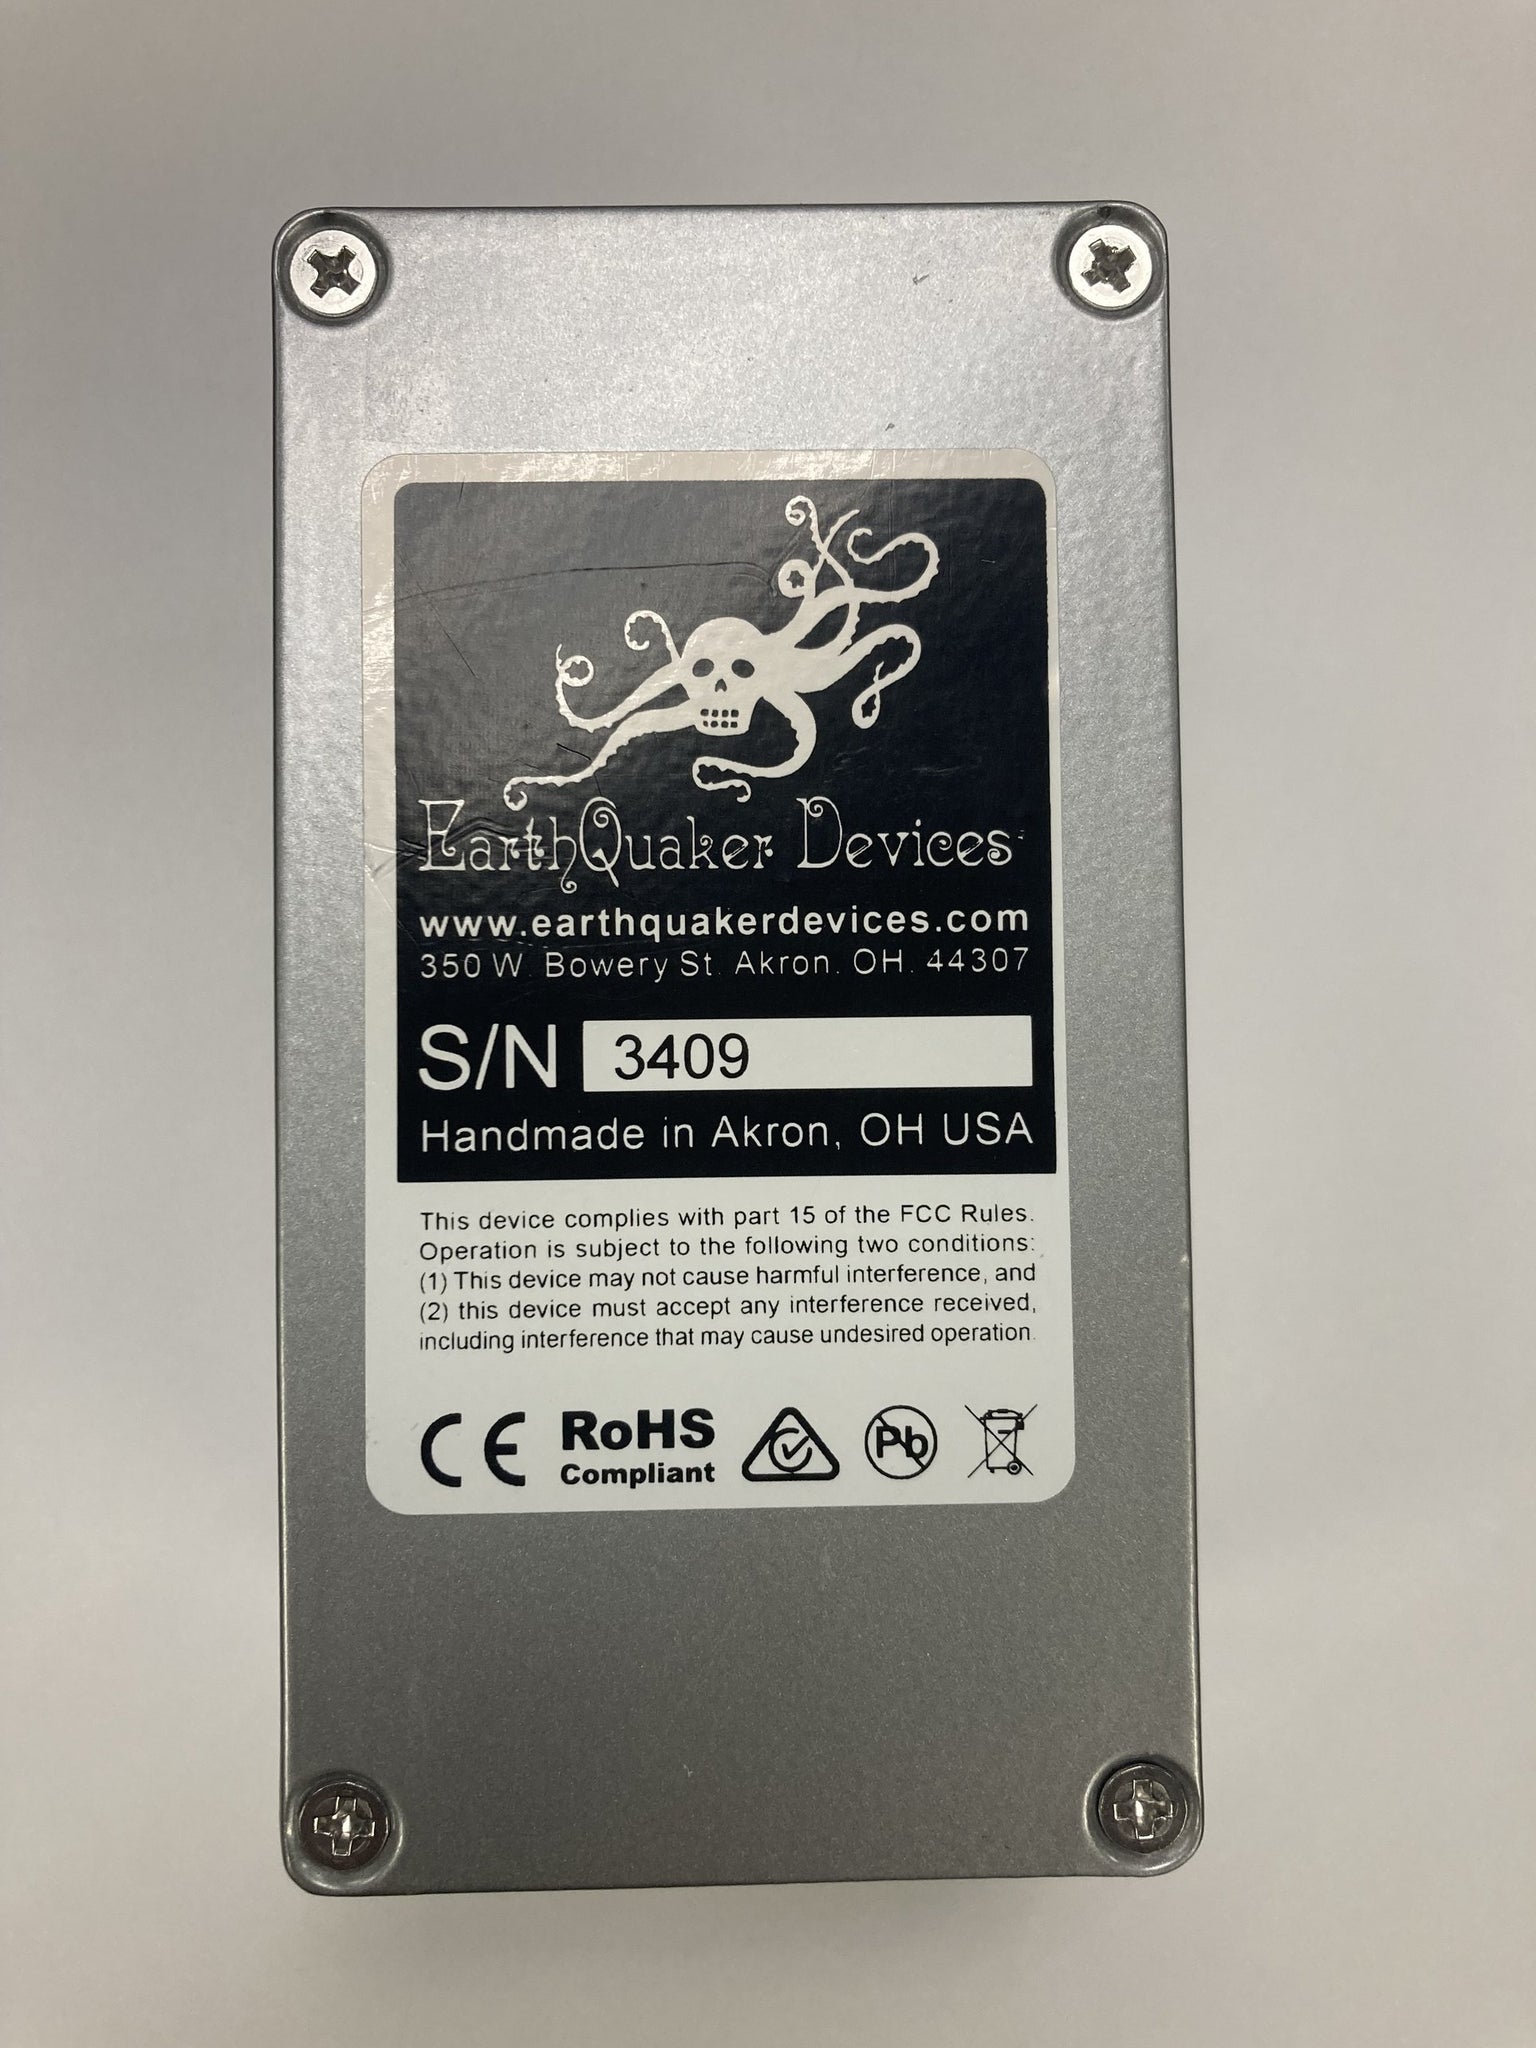 EarthQuaker Devices
www.earthquakerdevices.com
350 W. Bowery St. Akron. OH. 44307
S/N 3409
Handmade in Akron, OH USA
This device complies with part 15 of the FCC Rules.
Operation is subject to the following two conditions:
(1) This device may not cause harmful interference, and
(2) this device must accept any interference received,
including interference that may cause undesired operation.
CE RoHS Pb
Compliant